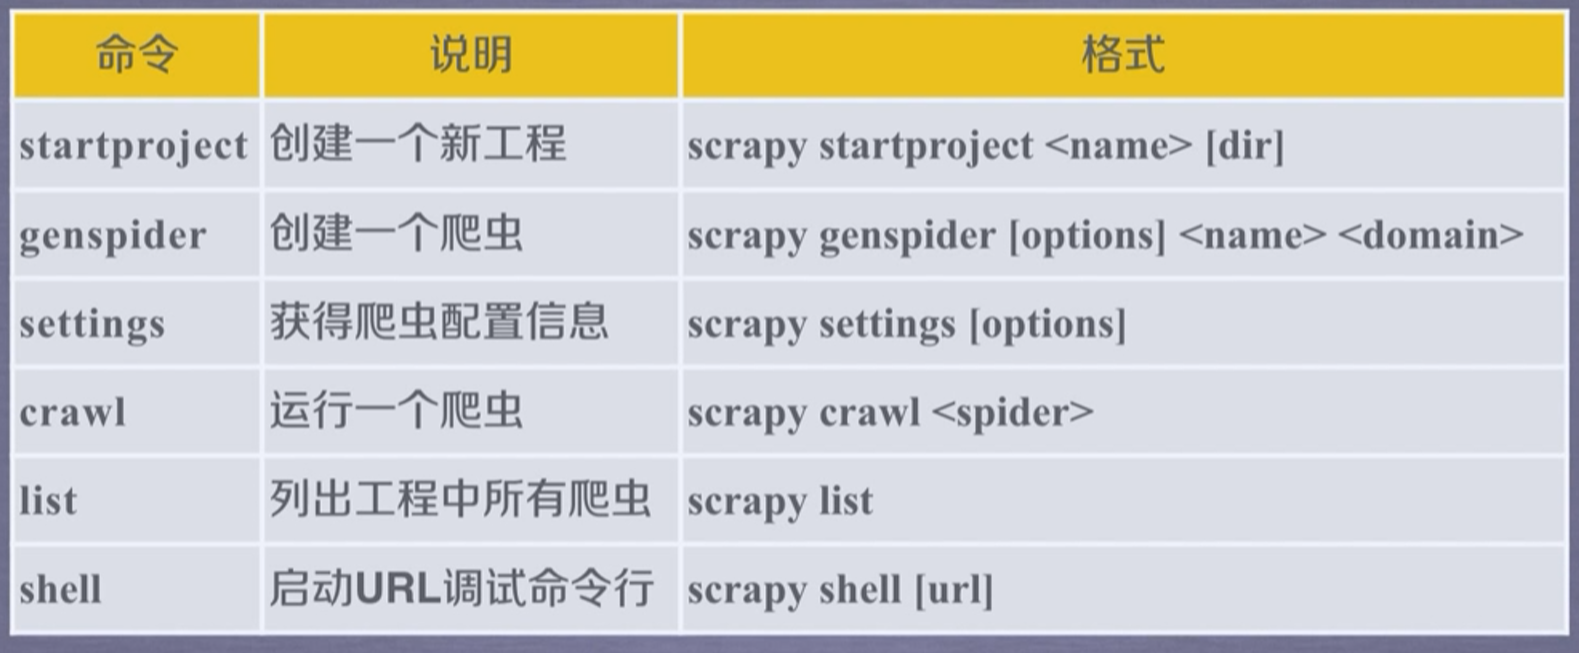 命令 说明 格式
startproject 创建一个新工程 scrapy startproject <name> [dir]
genspider 创建一个爬虫 scrapy genspider [options] <name> <domain>
settings 获得爬虫配置信息 scrapy settings [options]
crawl 运行一个爬虫 scrapy crawl <spider>
list 列出工程中所有爬虫 scrapy list
shell 启动URL调试命令行 scrapy shell [url]